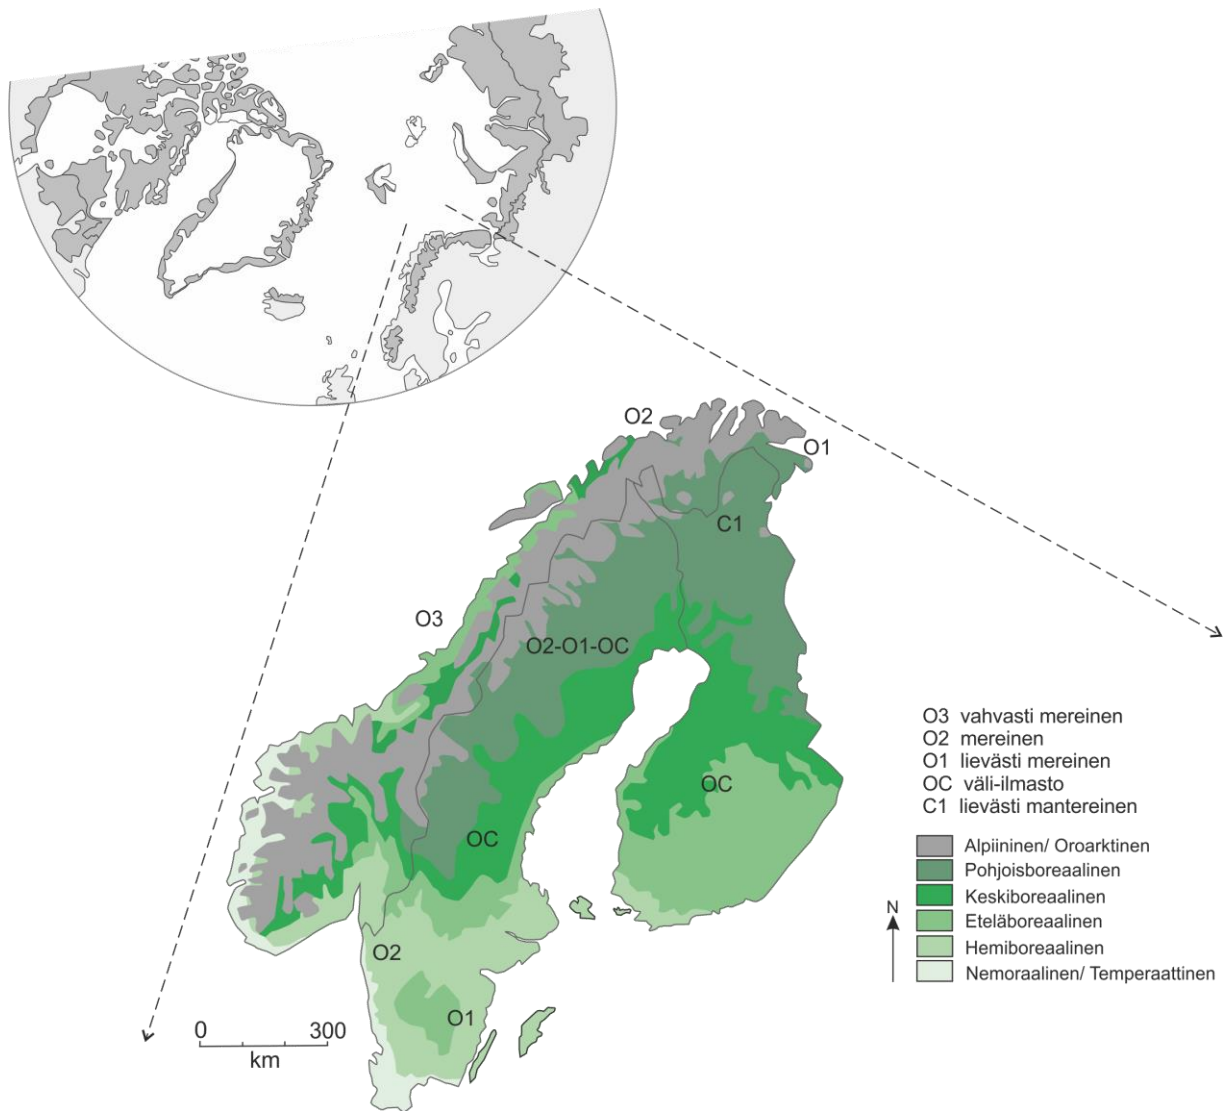 O2
O1
C1
O3
O2-O1-OC
OC
OC
O2
O1
0 300
km
O3 vahvasti mereinen
O2 mereinen
O1 lievästi mereinen
OC väli-ilmasto
C1 lievästi mantereinen
N
Alpiininen/ Oroarktinen
Pohjoisboreaalinen
Keskiboreaalinen
Eteläboreaalinen
Hemiboreaalinen
Nemoraalinen/ Temperaattinen